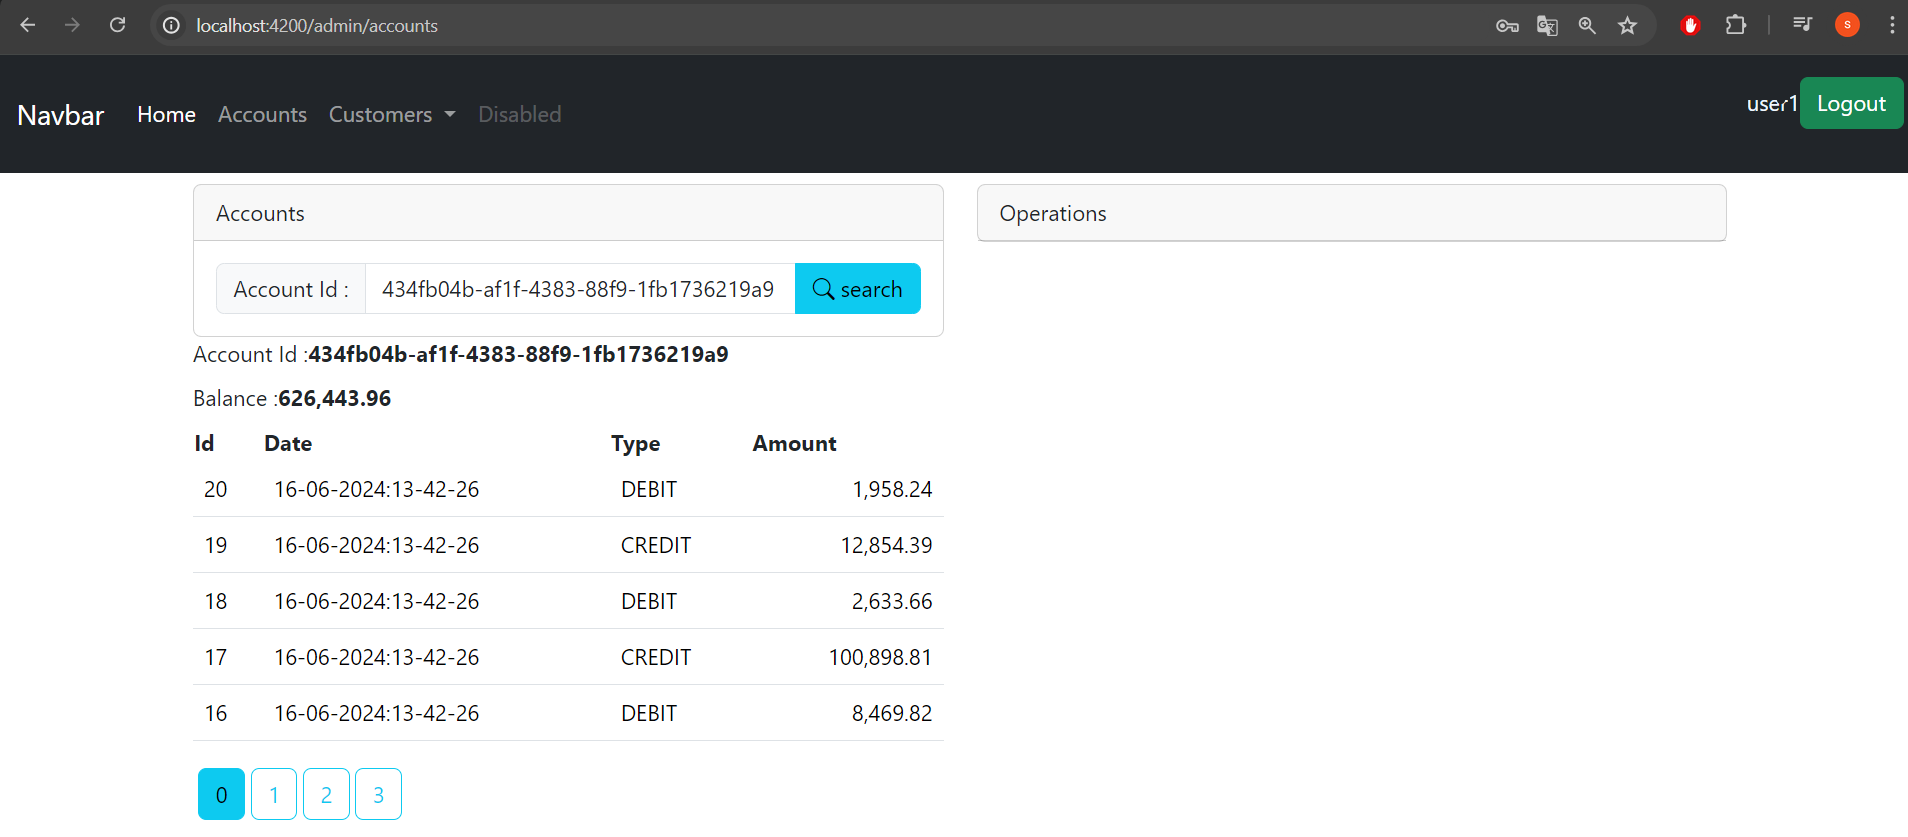 localhost:4200/admin/accounts
S
Navbar Home Accounts Customers Disabled user1 Logout
Accounts
Account Id : 434fb04b-af1f-4383-88f9-1fb1736219a9 search
Account Id :434fb04b-af1f-4383-88f9-1fb1736219a9
Balance :626,443.96
Id Date Type Amount
20 16-06-2024:13-42-26 DEBIT 1,958.24
19 16-06-2024:13-42-26 CREDIT 12,854.39
18 16-06-2024:13-42-26 DEBIT 2,633.66
17 16-06-2024:13-42-26 CREDIT 100,898.81
16 16-06-2024:13-42-26 DEBIT 8,469.82
0 1 2 3
Operations